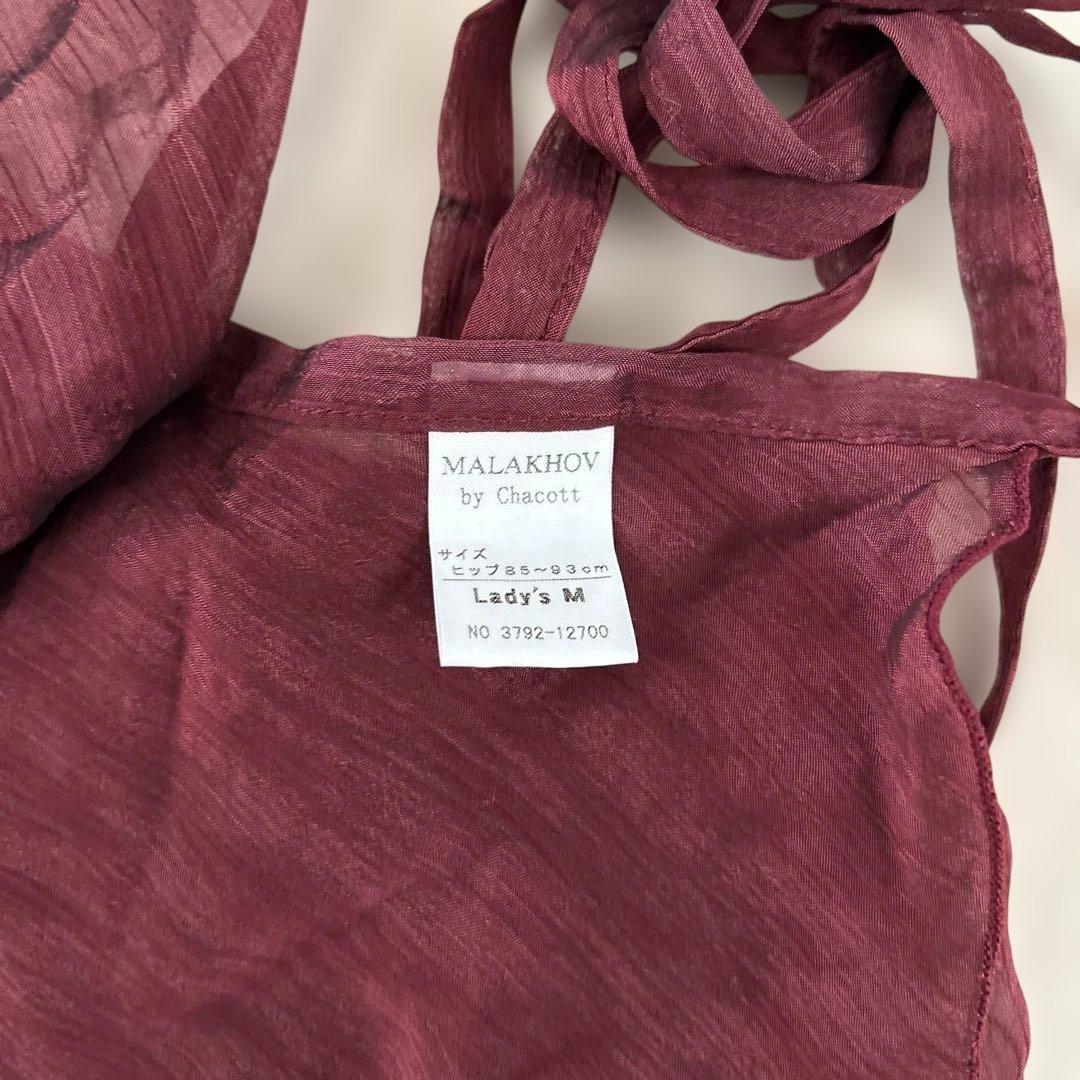 MALAKHOV
by Chacott
サイズ
ヒップ85~93cm
Lady's M
NO 3792-12700